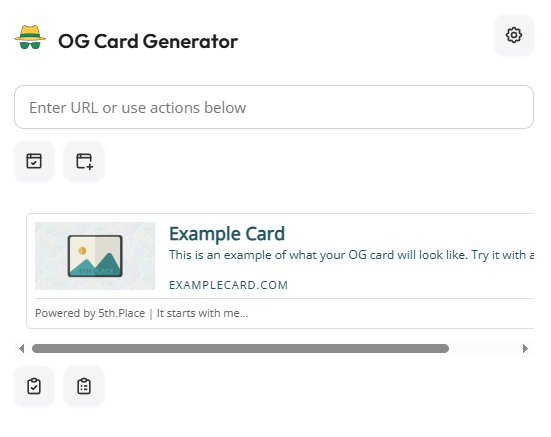 OG Card Generator
Enter URL or use actions below
Example Card
This is an example of what your OG card will look like. Try it with a
EXAMPLECARD.COM
Powered by 5th.Place | It starts with me...